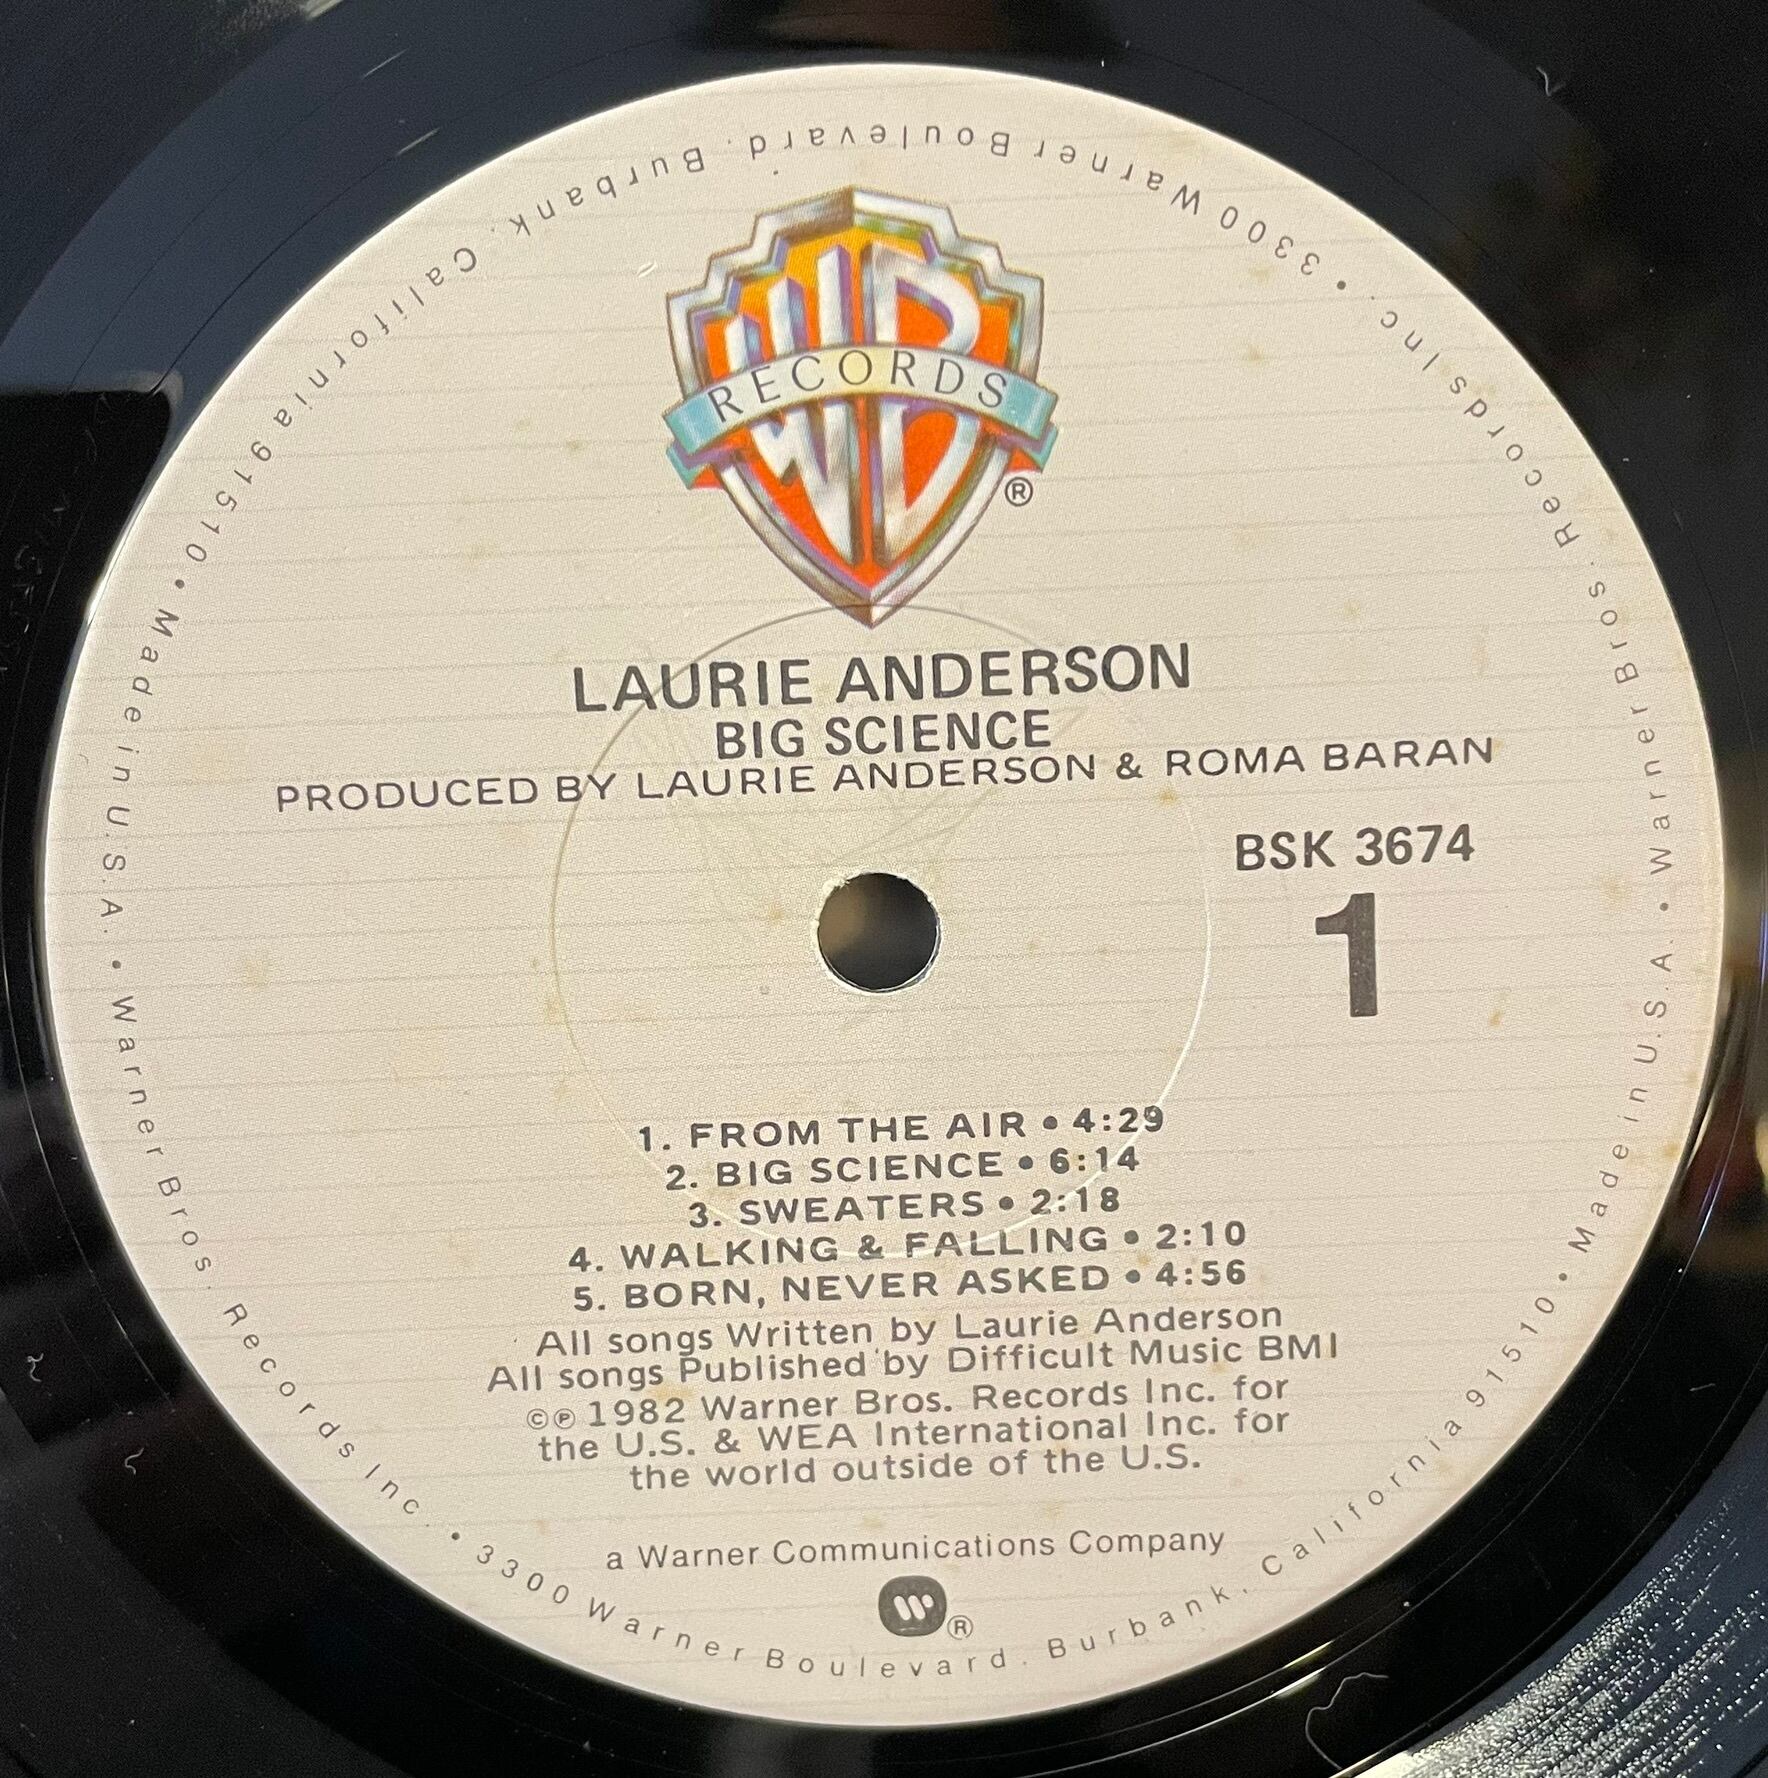 WB
RECORDS
®
LAURIE ANDERSON
BIG SCIENCE
PRODUCED BY LAURIE ANDERSON & ROMA BARAN
BSK 3674
1
1. FROM THE AIR • 4:29
2. BIG SCIENCE • 6:14
3. SWEATERS • 2:18
4. WALKING & FALLING • 2:10
5. BORN, NEVER ASKED • 4:56
All songs Written by Laurie Anderson
All songs Published by Difficult Music BMI
©℗ 1982 Warner Bros. Records Inc. for
the U.S. & WEA International Inc. for
the world outside of the U.S.
a Warner Communications Company
®
Warner Bros. Records Inc. • 3300 Warner Boulevard. Burbank, California 91510 • Made in U.S.A. • Warner Bros. Records Inc. • 3300 Warner Boulevard. Burbank, California 91510 • Made in U.S.A. •